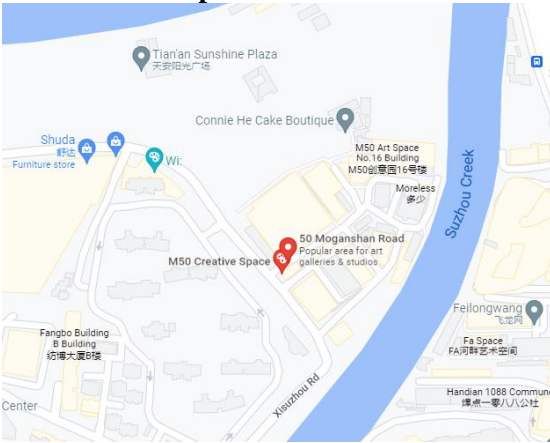 Tian'an Sunshine Plaza
天安阳光广场
Connie He Cake Boutique
Shuda
舒达
Furniture store
Wi:
M50 Art Space
No.16 Building
M50创意园16号楼
Moreless
多少
Suzhou Creek
50 Moganshan Road
Popular area for art
galleries & studios
M50 Creative Space
Feilongwang
飞龙网
Fangbo Building
B Building
纺博大厦B楼
Fa Space
FA河畔艺术空间
Xisuzhou Rd
Handian 1088 Commune
焊点一零八八公社
Center